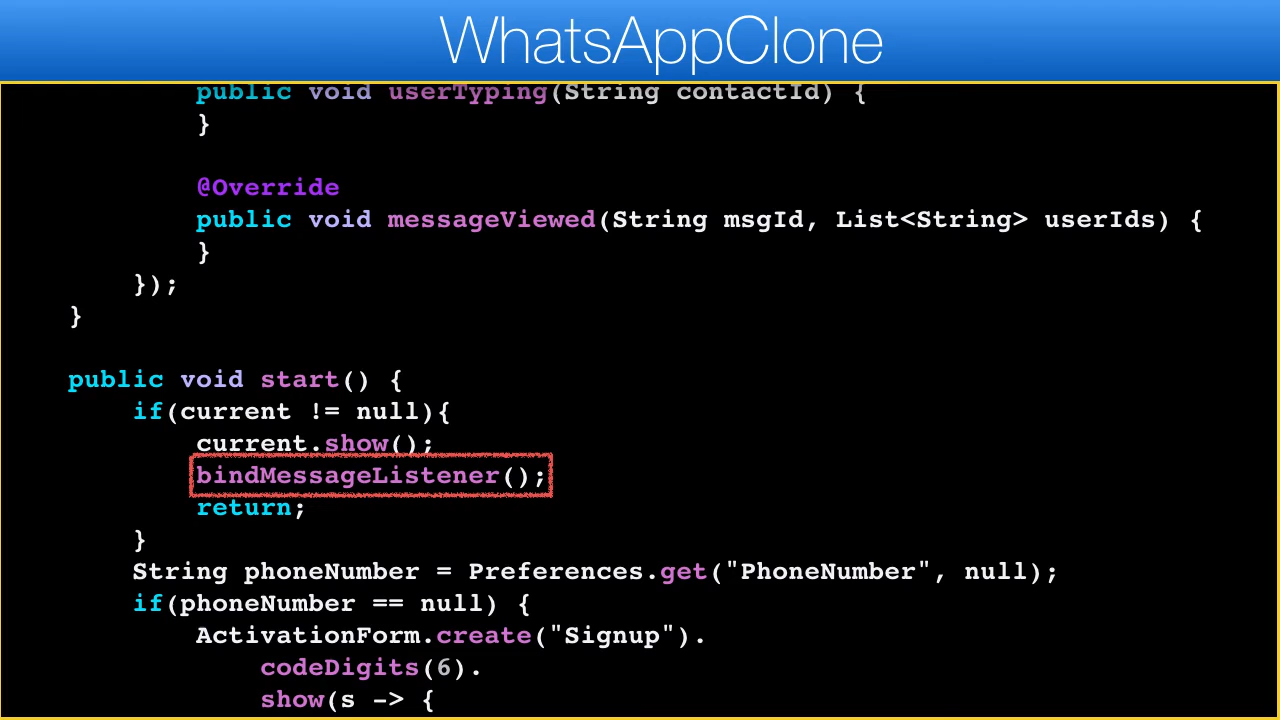 WhatsAppClone
public void userTyping(String contactId) {
}
@Override
public void messageViewed(String msgId, List<String> userIds) {
}
});
}
public void start() {
if(current != null){
current.show();
bindMessageListener();
return;
}
String phoneNumber = Preferences.get("PhoneNumber", null);
if(phoneNumber == null) {
ActivationForm.create("Signup").
codeDigits(6).
show(s -> {